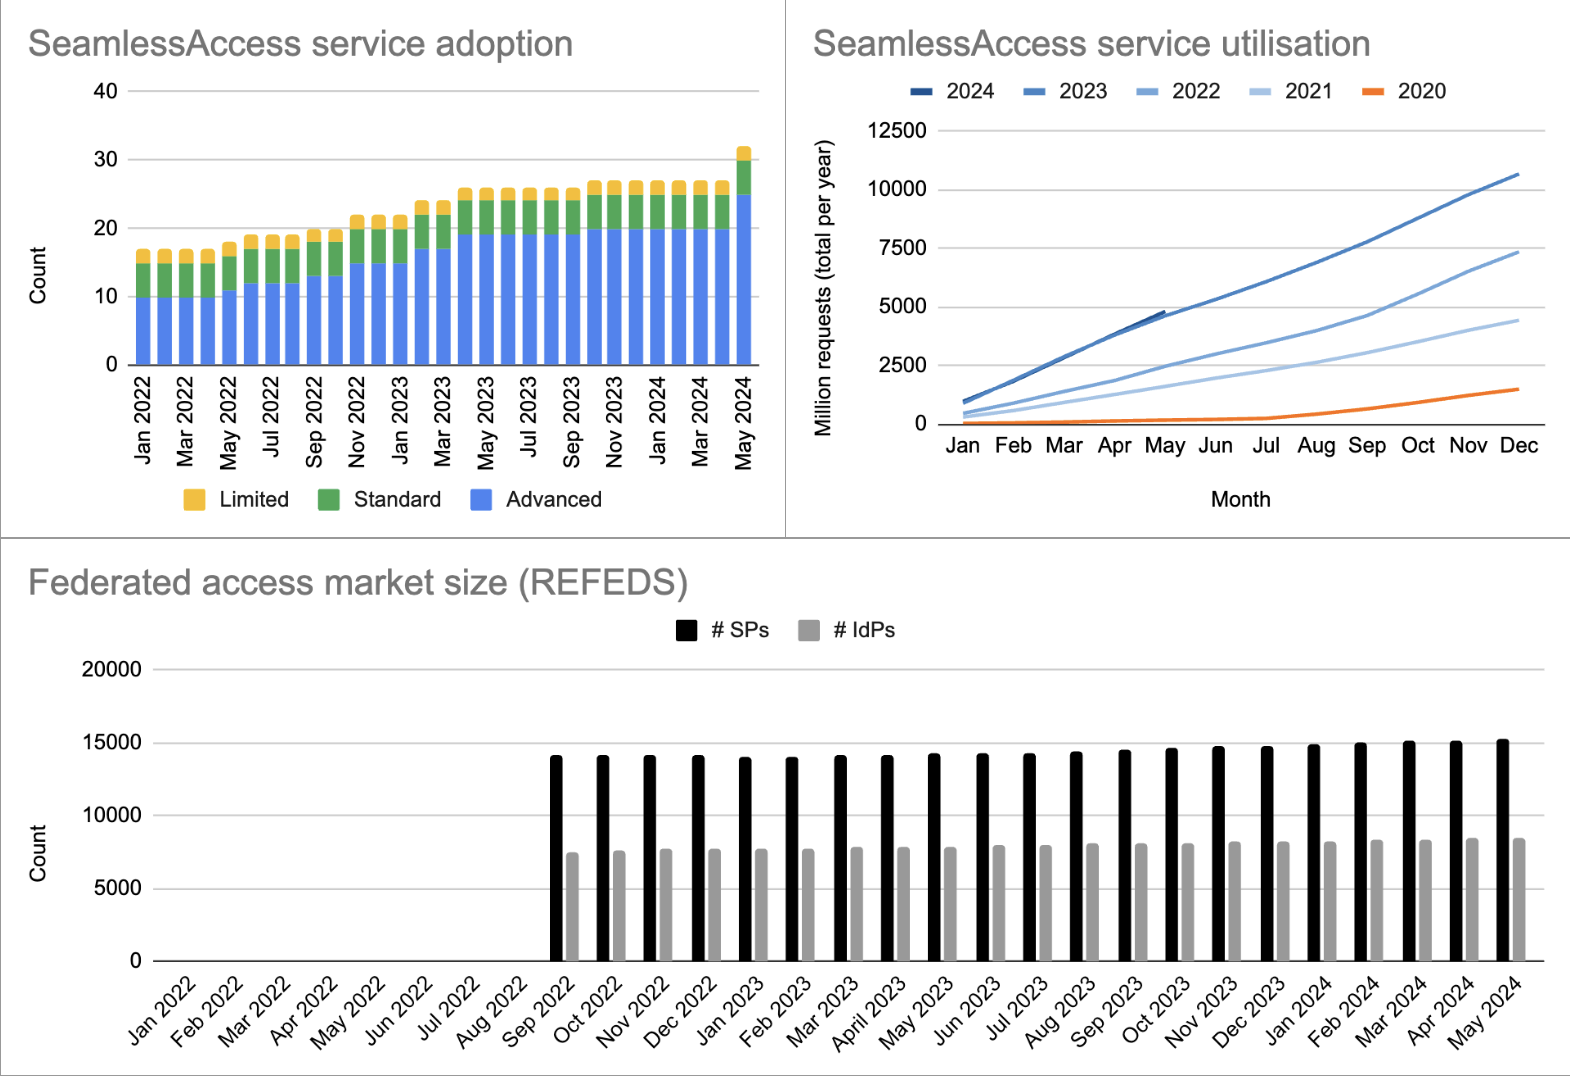 SeamlessAccess service adoption
40
30
20
10
0
Count
Jan 2022
Mar 2022
May 2022
Jul 2022
Sep 2022
Nov 2022
Jan 2023
Mar 2023
May 2023
Jul 2023
Sep 2023
Nov 2023
Jan 2024
Mar 2024
May 2024
Limited Standard Advanced
SeamlessAccess service utilisation
2024 2023 2022 2021 2020
12500
10000
7500
5000
2500
0
Million requests (total per year)
Jan Feb Mar Apr May Jun Jul Aug Sep Oct Nov Dec
Month
Federated access market size (REFEDS)
# SPs # IdPs
20000
15000
10000
5000
0
Count
Jan 2022
Feb 2022
Mar 2022
Apr 2022
May 2022
Jun 2022
Jul 2022
Aug 2022
Sep 2022
Oct 2022
Nov 2022
Dec 2022
Jan 2023
Feb 2023
Mar 2023
April 2023
May 2023
Jun 2023
Jul 2023
Aug 2023
Sep 2023
Oct 2023
Nov 2023
Dec 2023
Jan 2024
Feb 2024
Mar 2024
Apr 2024
May 2024